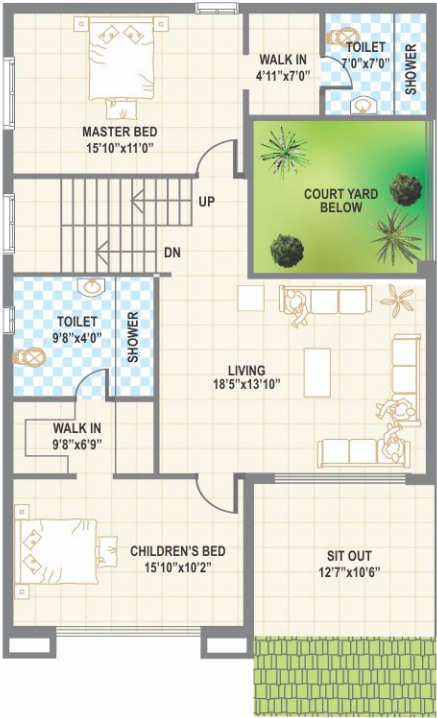 WALK IN
4'11"x7'0"
TOILET
7'0"x7'0"
SHOWER
MASTER BED
15'10"x11'0"
COURT YARD
BELOW
UP
DN
TOILET
9'8"x4'0"
SHOWER
LIVING
18'5"x13'10"
WALK IN
9'8"x6'9"
CHILDREN'S BED
15'10"x10'2"
SIT OUT
12'7"x10'6"